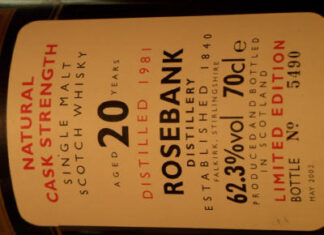 NATURAL
CASK STRENGTH
SINGLE MALT
SCOTCH WHISKY
AGED 20 YEARS
DISTILLED 1981
ROSEBANK
DISTILLERY
ESTABLISHED 1840
FALKIRK, STIRLINGSHIRE
62.3%vol 70cl e
PRODUCED AND BOTTLED
IN SCOTLAND
LIMITED EDITION
BOTTLE Nº 5490
MAY 2002